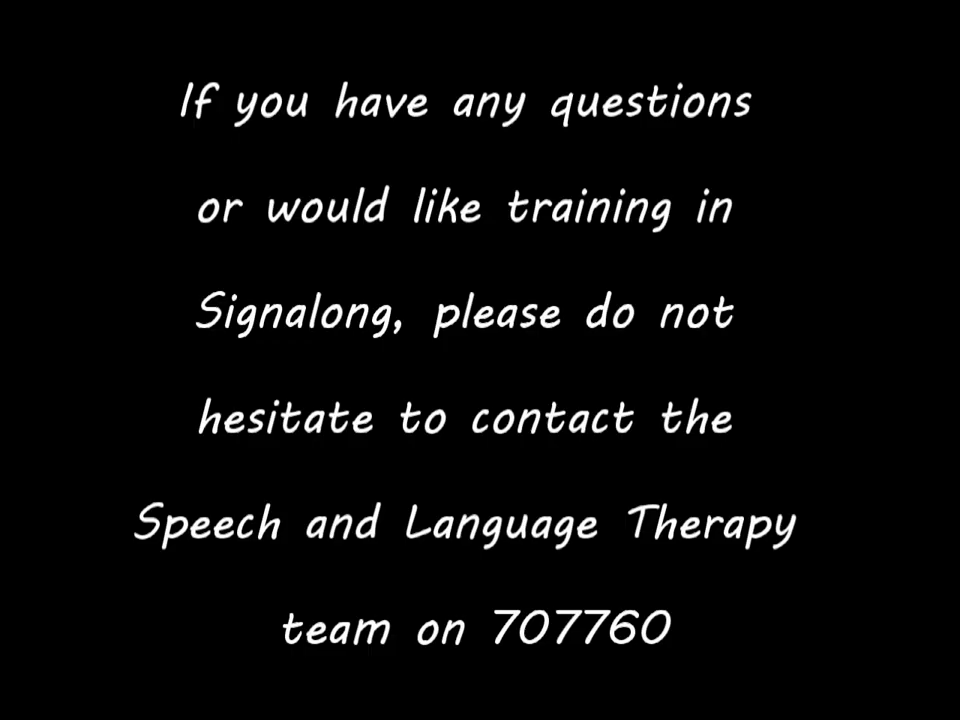 If you have any questions
or would like training in
Signalong, please do not
hesitate to contact the
Speech and Language Therapy
team on 707760